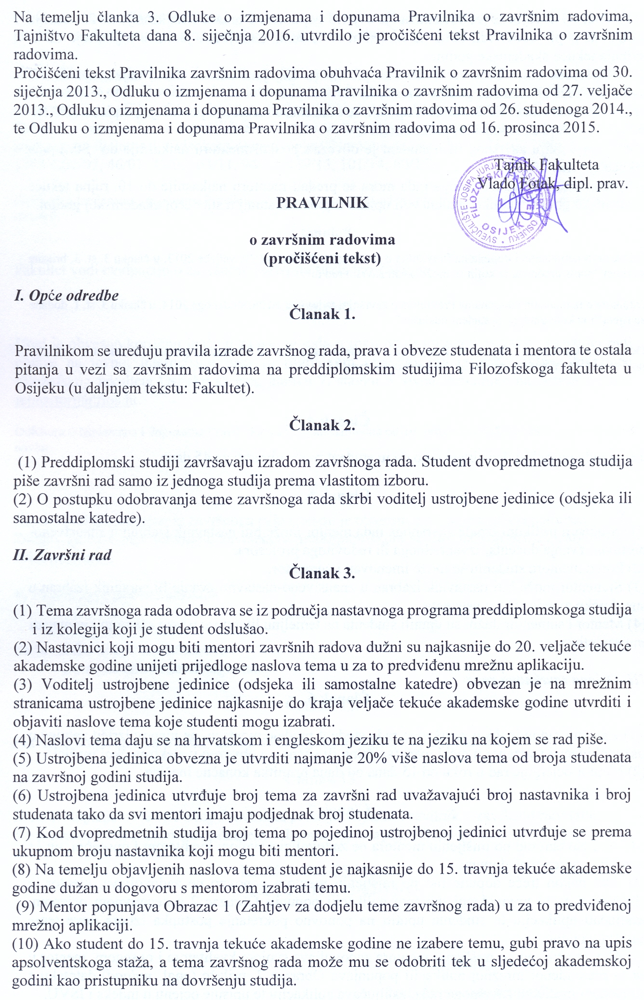 Na temelju članka 3. Odluke o izmjenama i dopunama Pravilnika o završnim radovima,
Tajništvo Fakulteta dana 8. siječnja 2016. utvrdilo je pročišćeni tekst Pravilnika o završnim
radovima.
Pročišćeni tekst Pravilnika završnim radovima obuhvaća Pravilnik o završnim radovima od 30.
siječnja 2013., Odluku o izmjenama i dopunama Pravilnika o završnim radovima od 27. veljače
2013., Odluku o izmjenama i dopunama Pravilnika o završnim radovima od 26. studenoga 2014.,
te Odluku o izmjenama i dopunama Pravilnika o završnim radovima od 16. prosinca 2015.
Tajnik Fakulteta
Vlado Fotak, dipl. prav.
SVEUČILIŠTE JOSIPA JURJA STROSSMAYERA U OSIJEKU
FILOZOFSKI FAKULTET
1
OSIJEK
PRAVILNIK
o završnim radovima
(pročišćeni tekst)
I. Opće odredbe
Članak 1.
Pravilnikom se uređuju pravila izrade završnog rada, prava i obveze studenata i mentora te ostala
pitanja u vezi sa završnim radovima na preddiplomskim studijima Filozofskoga fakulteta u
Osijeku (u daljnjem tekstu: Fakultet).
Članak 2.
(1) Preddiplomski studiji završavaju izradom završnoga rada. Student dvopredmetnoga studija
piše završni rad samo iz jednoga studija prema vlastitom izboru.
(2) O postupku odobravanja teme završnoga rada skrbi voditelj ustrojbene jedinice (odsjeka ili
samostalne katedre).
II. Završni rad
Članak 3.
(1) Tema završnoga rada odobrava se iz područja nastavnoga programa preddiplomskoga studija
i iz kolegija koji je student odslušao.
(2) Nastavnici koji mogu biti mentori završnih radova dužni su najkasnije do 20. veljače tekuće
akademske godine unijeti prijedloge naslova tema u za to predviđenu mrežnu aplikaciju.
(3) Voditelj ustrojbene jedinice (odsjeka ili samostalne katedre) obvezan je na mrežnim
stranicama ustrojbene jedinice najkasnije do kraja veljače tekuće akademske godine utvrditi i
objaviti naslove tema koje studenti mogu izabrati.
(4) Naslovi tema daju se na hrvatskom i engleskom jeziku te na jeziku na kojem se rad piše.
(5) Ustrojbena jedinica obvezna je utvrditi najmanje 20% više naslova tema od broja studenata
na završnoj godini studija.
(6) Ustrojbena jedinica utvrđuje broj tema za završni rad uvažavajući broj nastavnika i broj
studenata tako da svi mentori imaju podjednak broj studenata.
(7) Kod dvopredmetnih studija broj tema po pojedinoj ustrojbenoj jedinici utvrđuje se prema
ukupnom broju nastavnika koji mogu biti mentori.
(8) Na temelju objavljenih naslova tema student je najkasnije do 15. travnja tekuće akademske
godine dužan u dogovoru s mentorom izabrati temu.
(9) Mentor popunjava Obrazac 1 (Zahtjev za dodjelu teme završnog rada) u za to predviđenoj
mrežnoj aplikaciji.
(10) Ako student do 15. travnja tekuće akademske godine ne izabere temu, gubi pravo na upis
apsolventskoga staža, a tema završnog rada može mu se odobriti tek u sljedećoj akademskoj
godini kao pristupniku na dovršenju studija.